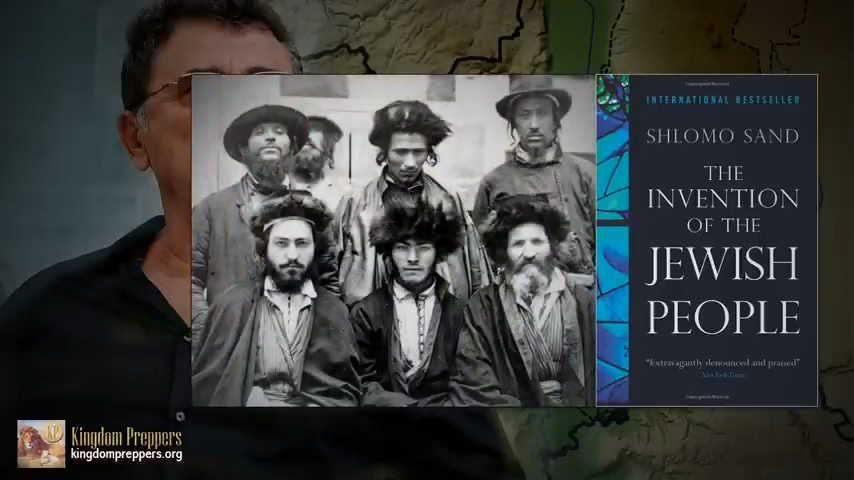 INTERNATIONAL BESTSELLER
SHLOMO SAND
THE
INVENTION
OF THE
JEWISH
PEOPLE
"Extravagantly denounced and praised"
New York Times
KP
Kingdom Preppers
kingdompreppers.org